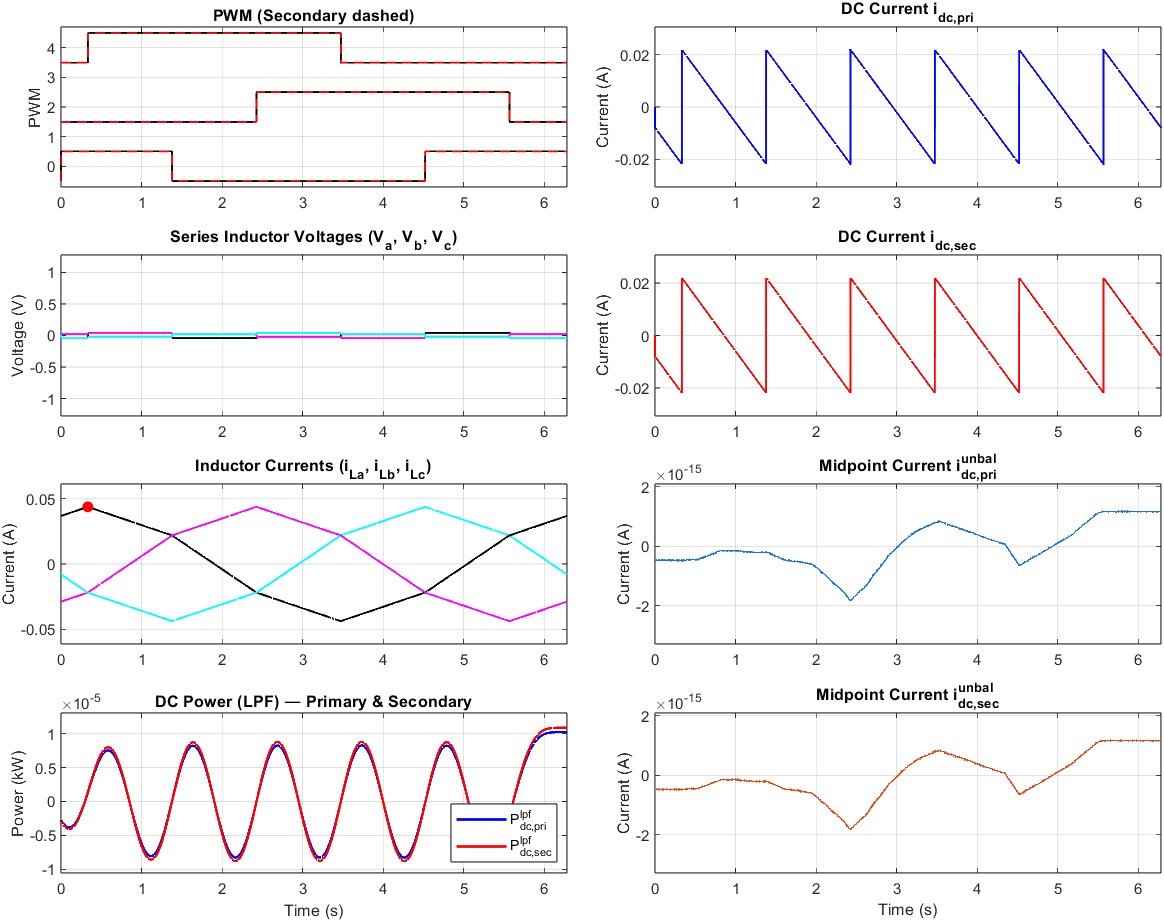 PWM (Secondary dashed)
PWM
4
3
2
1
0
0 1 2 3 4 5 6
DC Current i_dc,pri
Current (A)
0.02
0
-0.02
0 1 2 3 4 5 6
Series Inductor Voltages (V_a, V_b, V_c)
Voltage (V)
1
0.5
0
-0.5
-1
0 1 2 3 4 5 6
DC Current i_dc,sec
Current (A)
0.02
0
-0.02
0 1 2 3 4 5 6
Inductor Currents (i_La, i_Lb, i_Lc)
Current (A)
0.05
0
-0.05
0 1 2 3 4 5 6
Midpoint Current i^unbal_dc,pri
×10^-15
Current (A)
2
0
-2
0 1 2 3 4 5 6
DC Power (LPF) — Primary & Secondary
×10^-5
Power (kW)
1
0.5
0
-0.5
-1
P^lpf_dc,pri
P^lpf_dc,sec
0 1 2 3 4 5 6
Time (s)
Midpoint Current i^unbal_dc,sec
×10^-15
Current (A)
2
0
-2
0 1 2 3 4 5 6
Time (s)